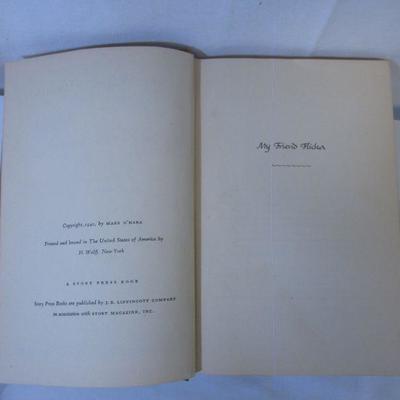 Copyright, 1941, by MARY O'HARA
Printed and bound in The United States of America by
H. Wolff, New York
A STORY PRESS BOOK
Story Press Books are published by J. B. LIPPINCOTT COMPANY
in association with STORY MAGAZINE, INC.
My Friend Flicka